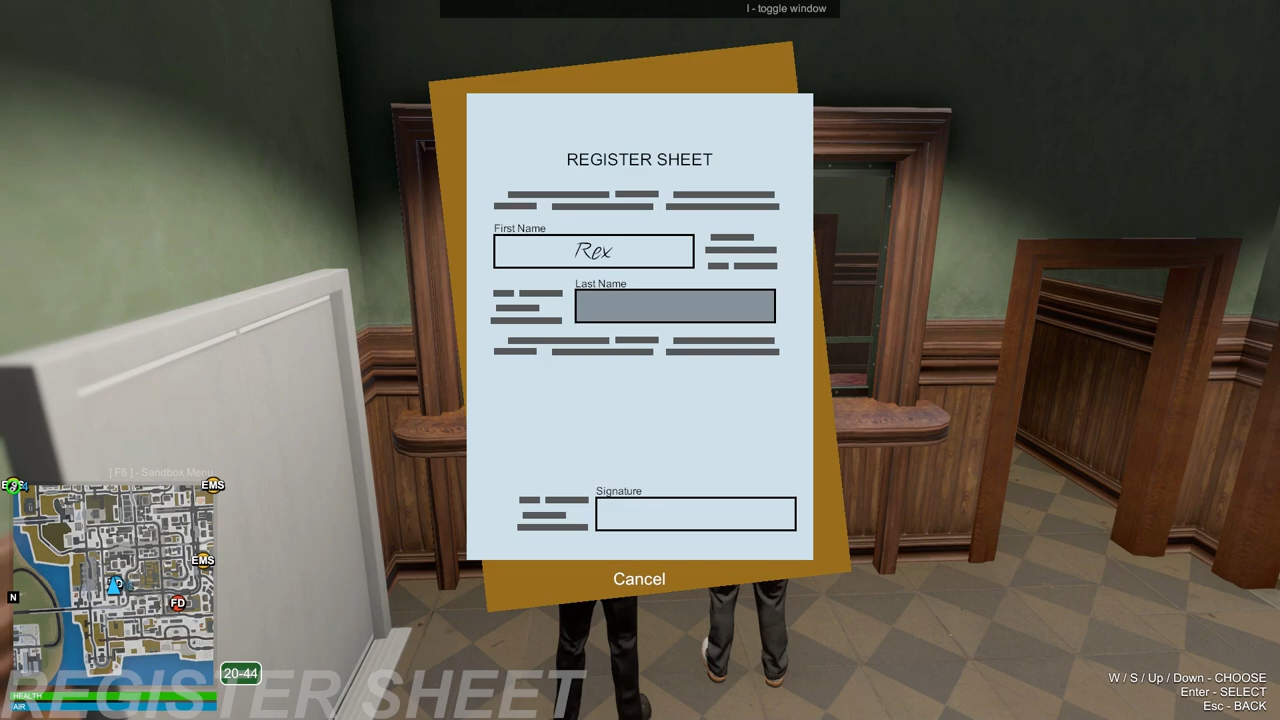 I - toggle window
REGISTER SHEET
First Name
Rex
Last Name
Signature
Cancel
[ F6 ] - Sandbox Menu
EMS
EMS
N
FD
20-44
REGISTER SHEET
HEALTH
AIR
W / S / Up / Down - CHOOSE
Enter - SELECT
Esc - BACK